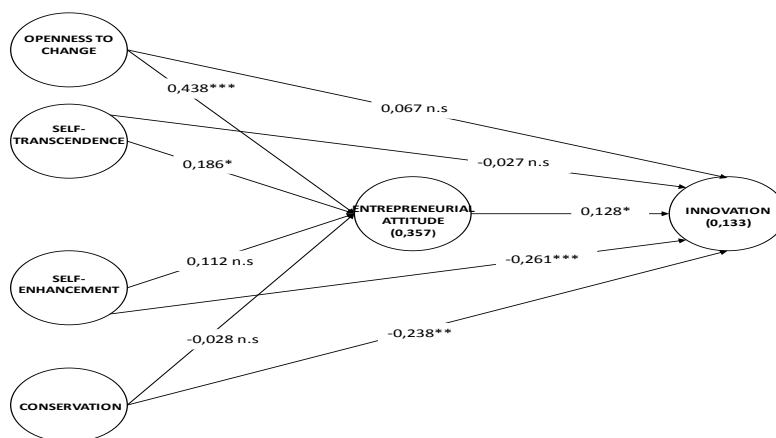 OPENNESS TO
CHANGE
0,438***
0,067 n.s
SELF-
TRANSCENDENCE
-0,027 n.s
0,186*
ENTREPRENEURIAL
ATTITUDE
(0,357)
0,128*
INNOVATION
(0,133)
SELF-
ENHANCEMENT
0,112 n.s
-0,261***
-0,028 n.s
-0,238**
CONSERVATION